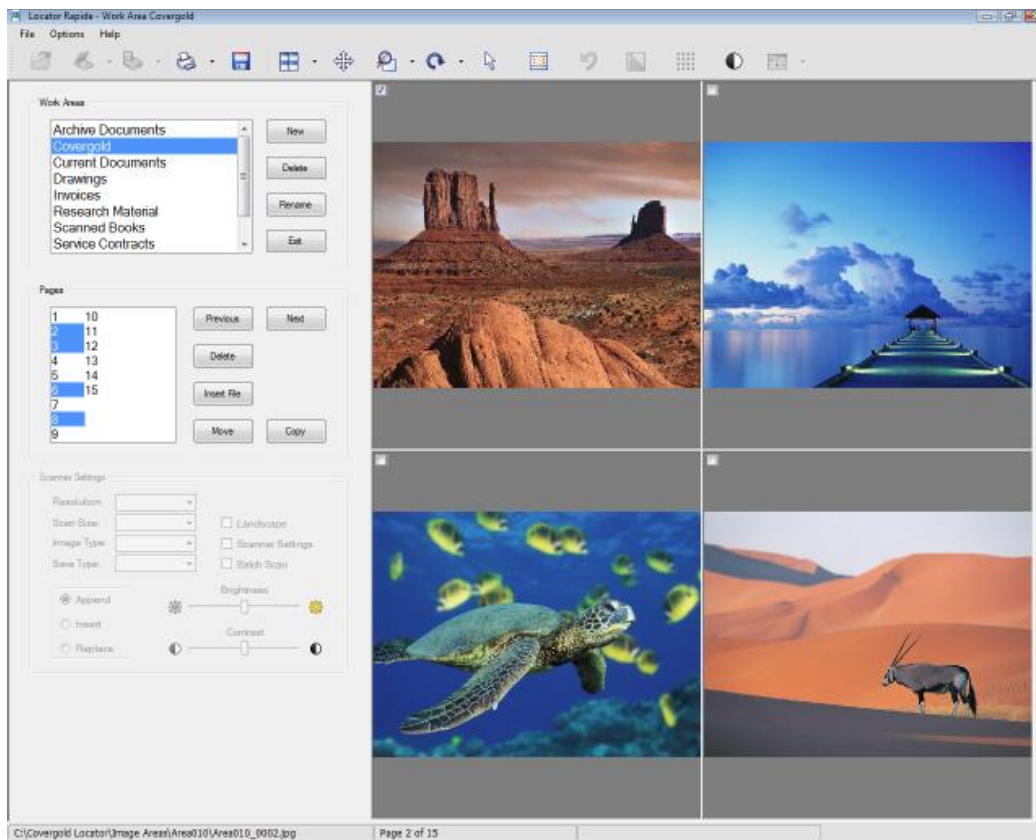 Locator Rapide - Work Area Covergold
File Options Help
Work Areas
Archive Documents
Covergold
Current Documents
Drawings
Invoices
Research Material
Scanned Books
Service Contracts
New
Delete
Rename
Exit
Pages
1 10
2 11
3 12
4 13
5 14
6 15
7
8
9
Previous Next
Delete
Insert File
Move Copy
Scanner Settings
Resolution:
Scan Size:
Image Type:
Save Type:
Landscape
Scanner Settings
Batch Scan
Append
Insert
Replace
Brightness
Contrast
C:\Covergold Locator\Image Areas\Area010\Area010_0002.jpg Page 2 of 15